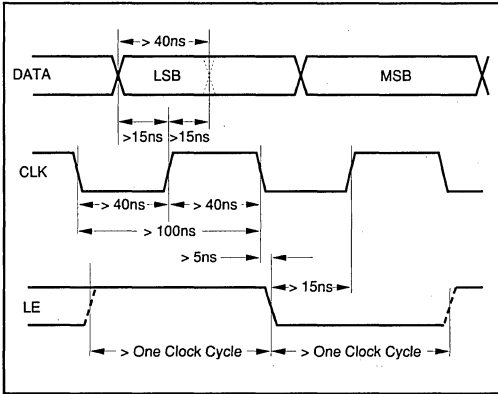 > 40ns
DATA
LSB
MSB
>15ns >15ns
CLK
> 40ns > 40ns
> 100ns
> 5ns
> 15ns
LE
> One Clock Cycle > One Clock Cycle